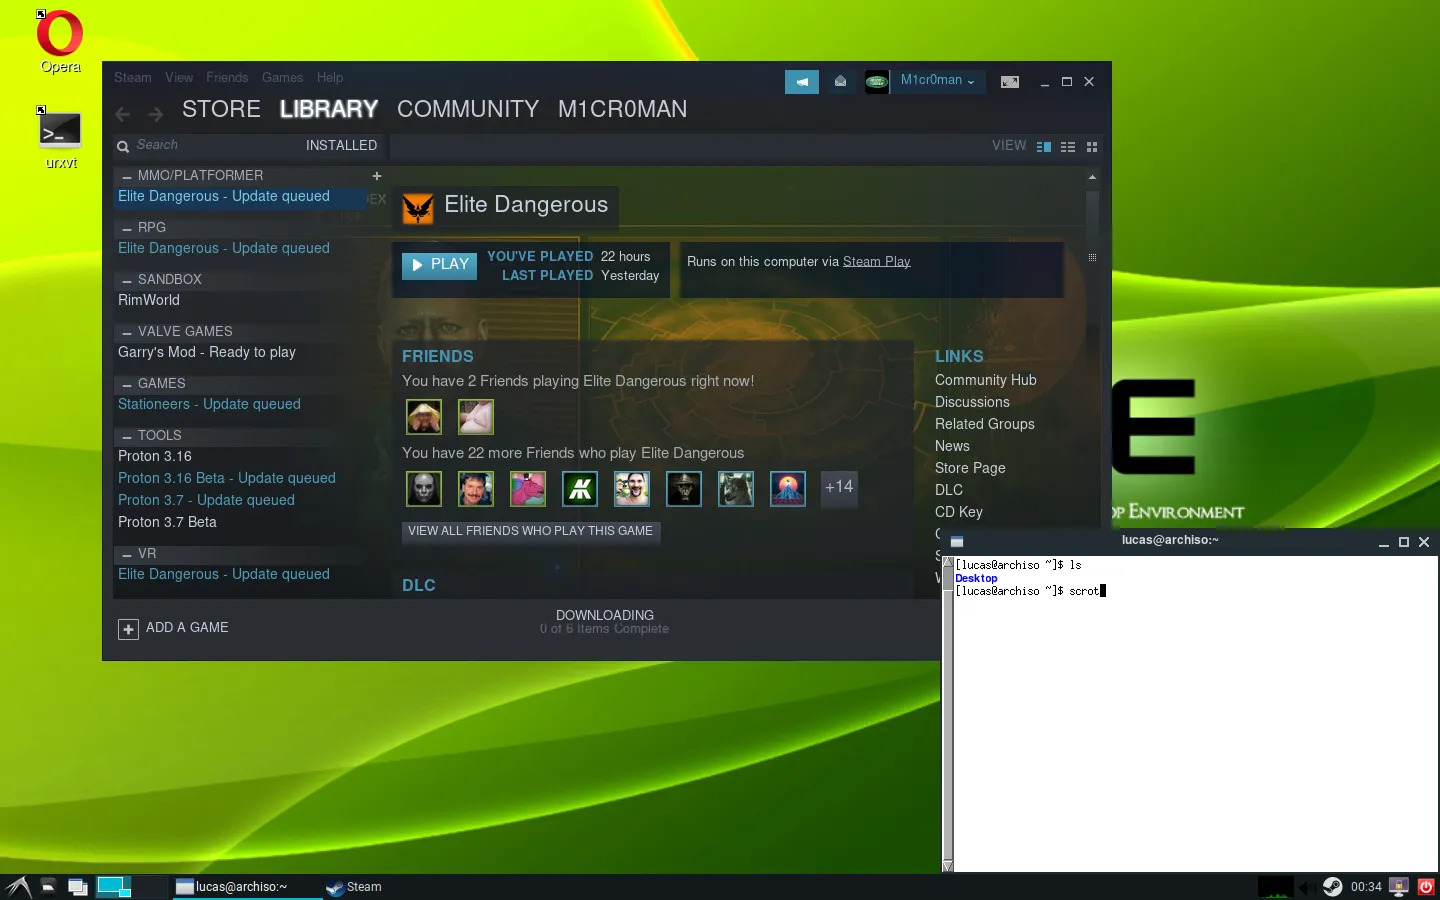 Opera
urxvt
Steam View Friends Games Help
M1cr0man
STORE LIBRARY COMMUNITY M1CR0MAN
Search INSTALLED
VIEW
MMO/PLATFORMER
Elite Dangerous - Update queued
RPG
Elite Dangerous - Update queued
SANDBOX
RimWorld
VALVE GAMES
Garry's Mod - Ready to play
GAMES
Stationeers - Update queued
TOOLS
Proton 3.16
Proton 3.16 Beta - Update queued
Proton 3.7 - Update queued
Proton 3.7 Beta
VR
Elite Dangerous - Update queued
+ ADD A GAME
Elite Dangerous
PLAY
YOU'VE PLAYED 22 hours
LAST PLAYED Yesterday
Runs on this computer via Steam Play
FRIENDS
You have 2 Friends playing Elite Dangerous right now!
You have 22 more Friends who play Elite Dangerous
+14
VIEW ALL FRIENDS WHO PLAY THIS GAME
DLC
LINKS
Community Hub
Discussions
Related Groups
News
Store Page
DLC
CD Key
DOWNLOADING
0 of 6 Items Complete
E
OP ENVIRONMENT
lucas@archiso:~
[lucas@archiso ~]$ ls
Desktop
[lucas@archiso ~]$ scrot
lucas@archiso:~
Steam
00:34